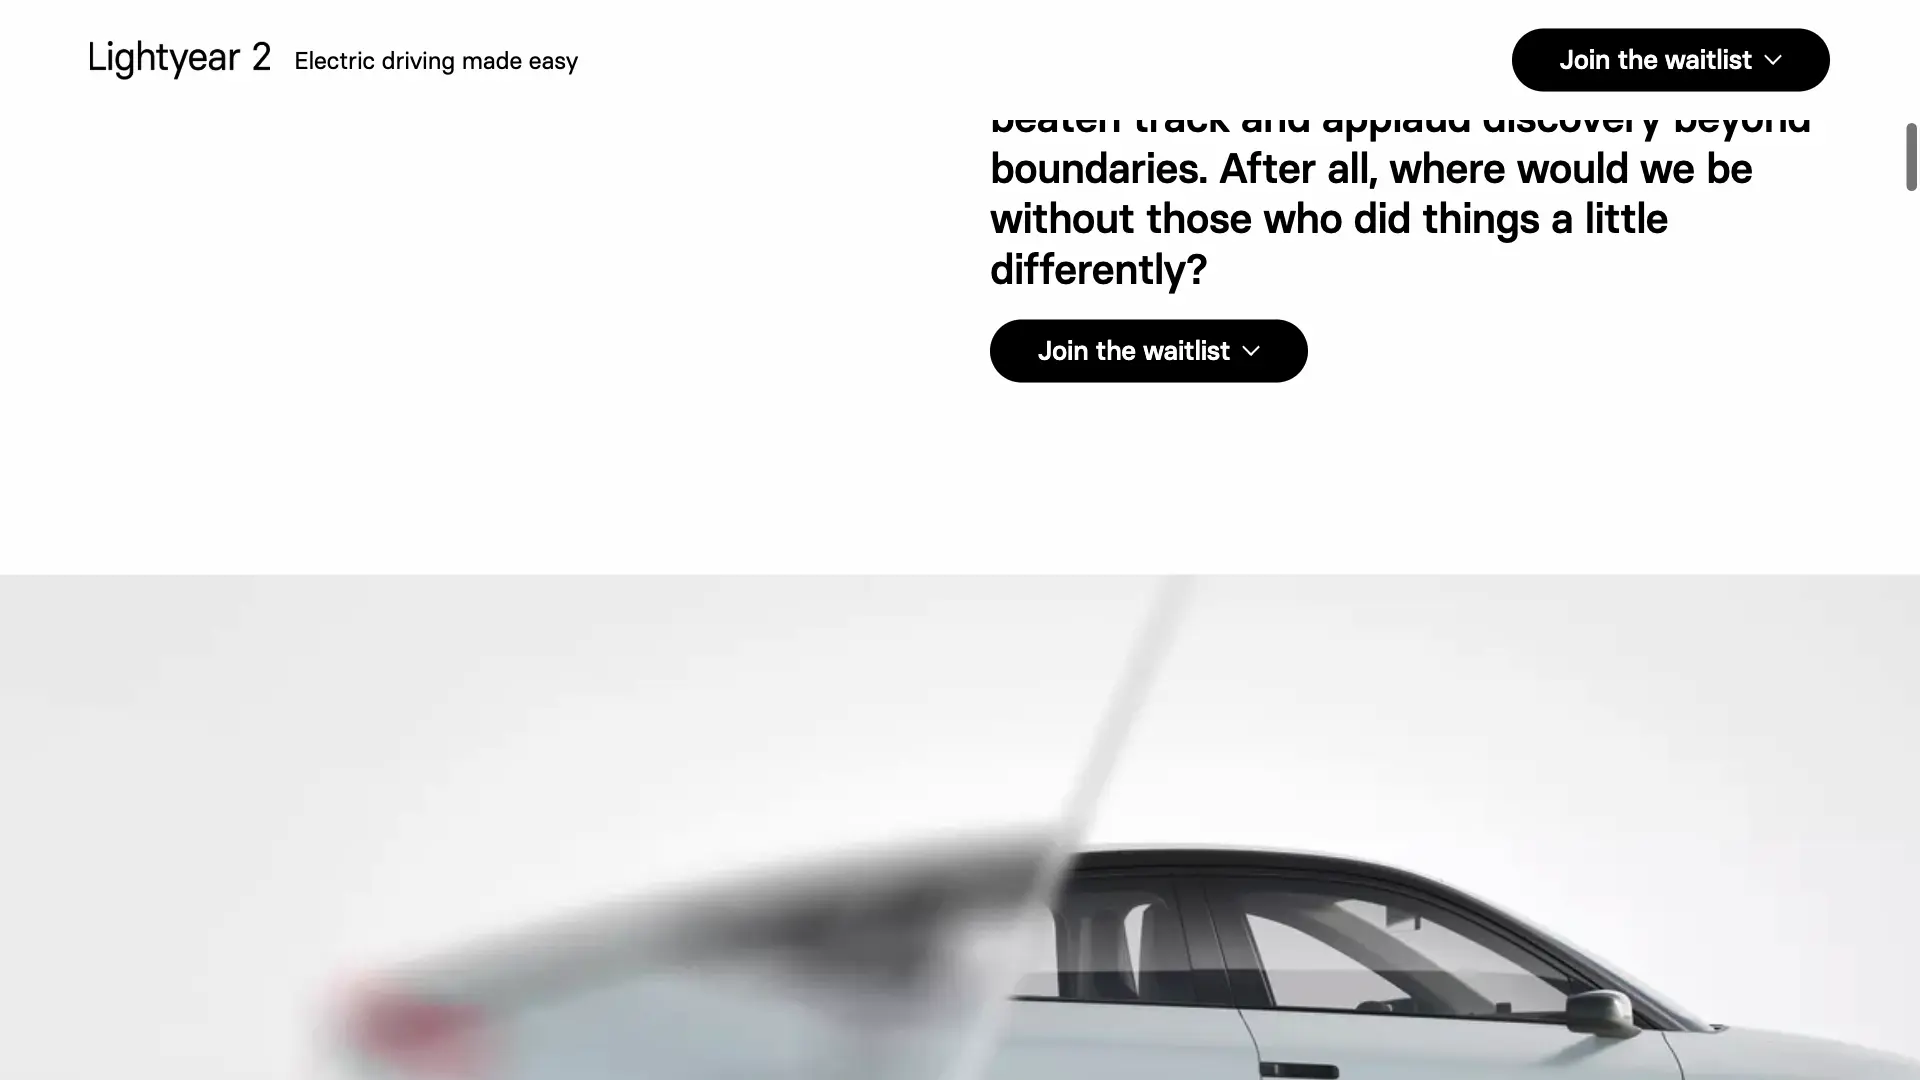 Lightyear 2 Electric driving made easy
Join the waitlist
beaten track and applaud discovery beyond
boundaries. After all, where would we be
without those who did things a little
differently?
Join the waitlist